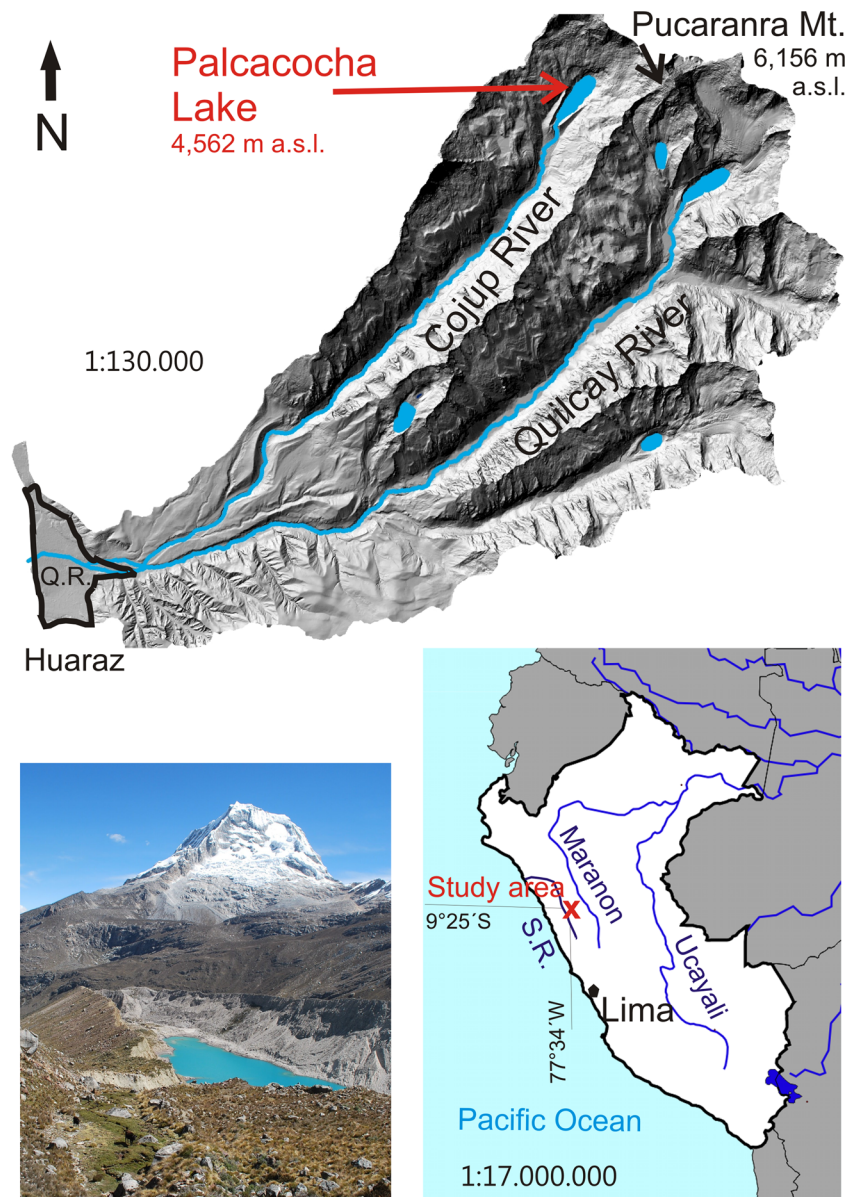 Pucaranra Mt.
6,156 m
a.s.l.
Palcacocha
Lake
4,562 m a.s.l.
N
Cojup River
1:130.000
Quilcay River
Q.R.
Huaraz
Maranon
Study area
x
9°25´S
S.R.
Ucayali
Lima
77°34.'W
Pacific Ocean
1:17.000.000